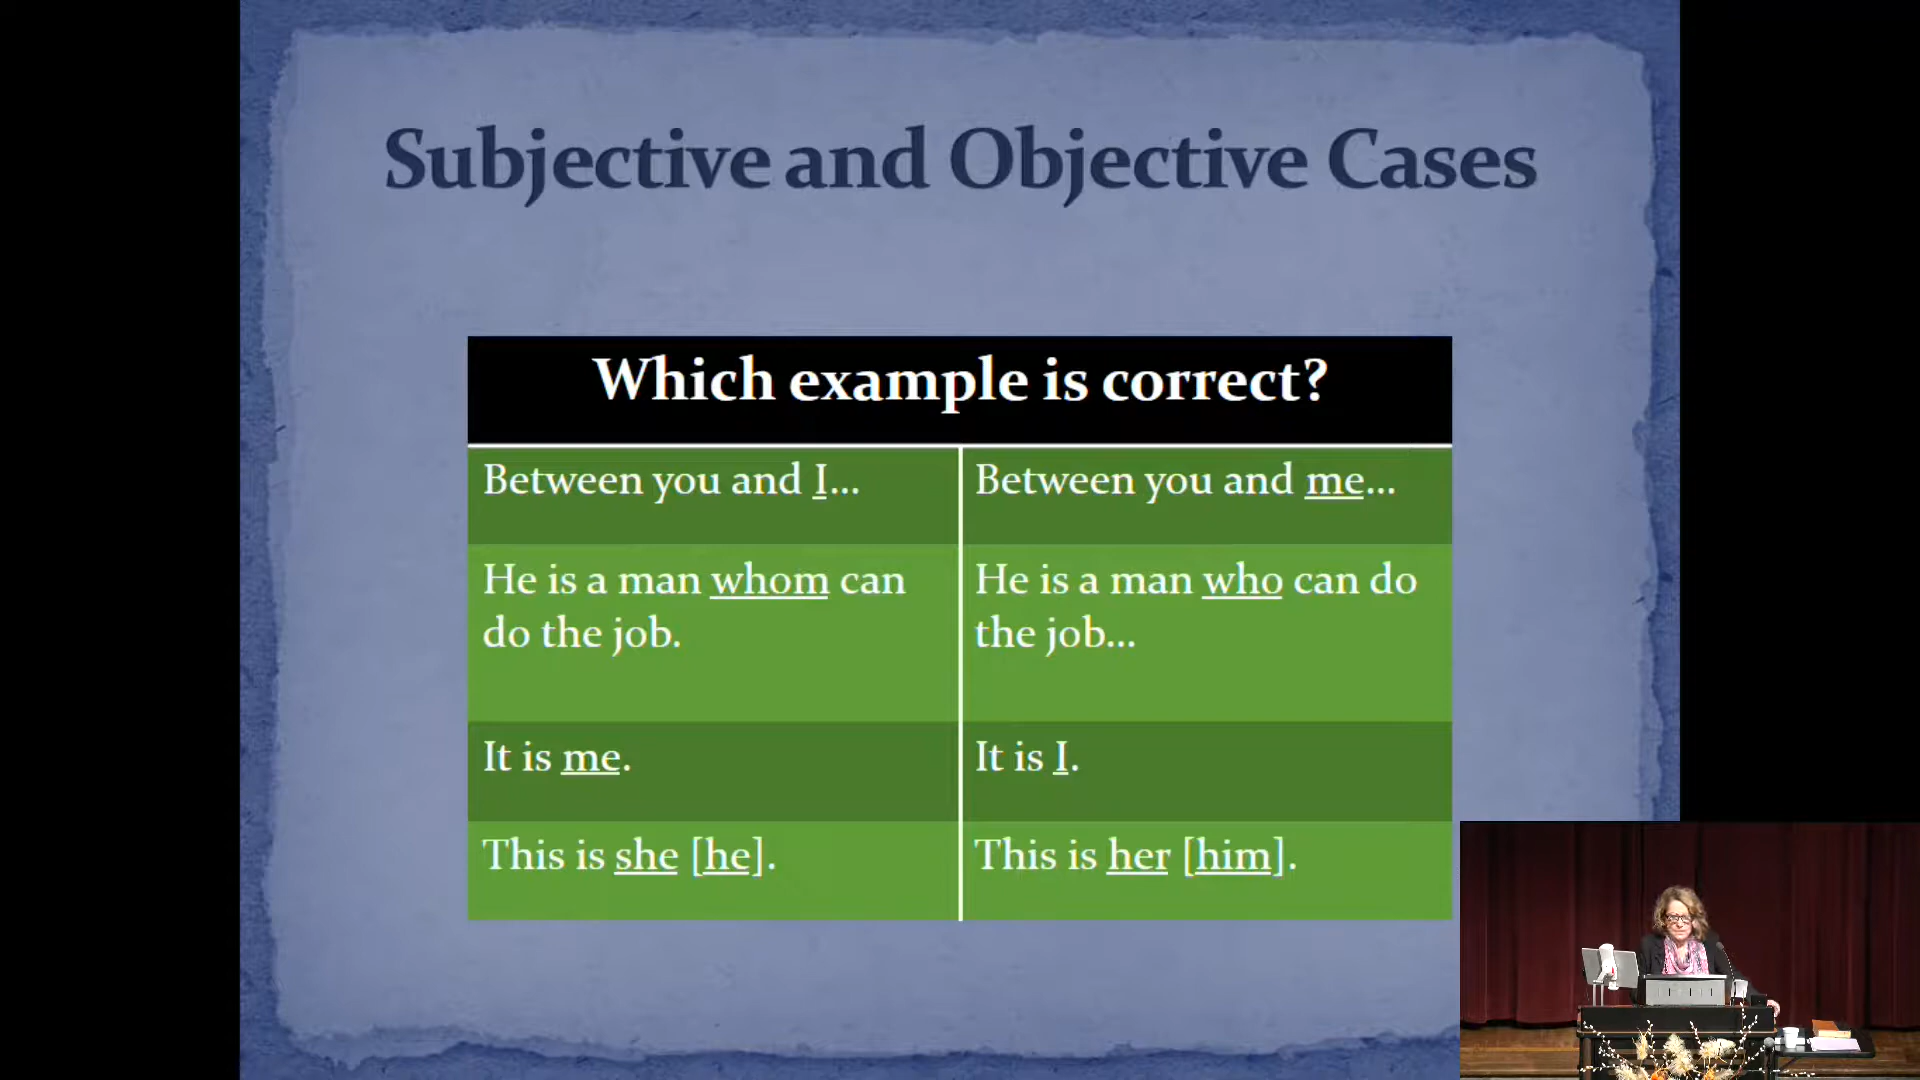 Subjective and Objective Cases
Which example is correct?
Between you and I...
Between you and me...
He is a man whom can
do the job.
He is a man who can do
the job...
It is me.
It is I.
This is she [he].
This is her [him].